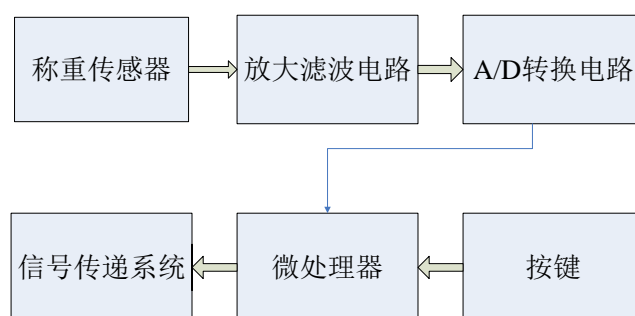 称重传感器
放大滤波电路
A/D转换电路
信号传递系统
微处理器
按键